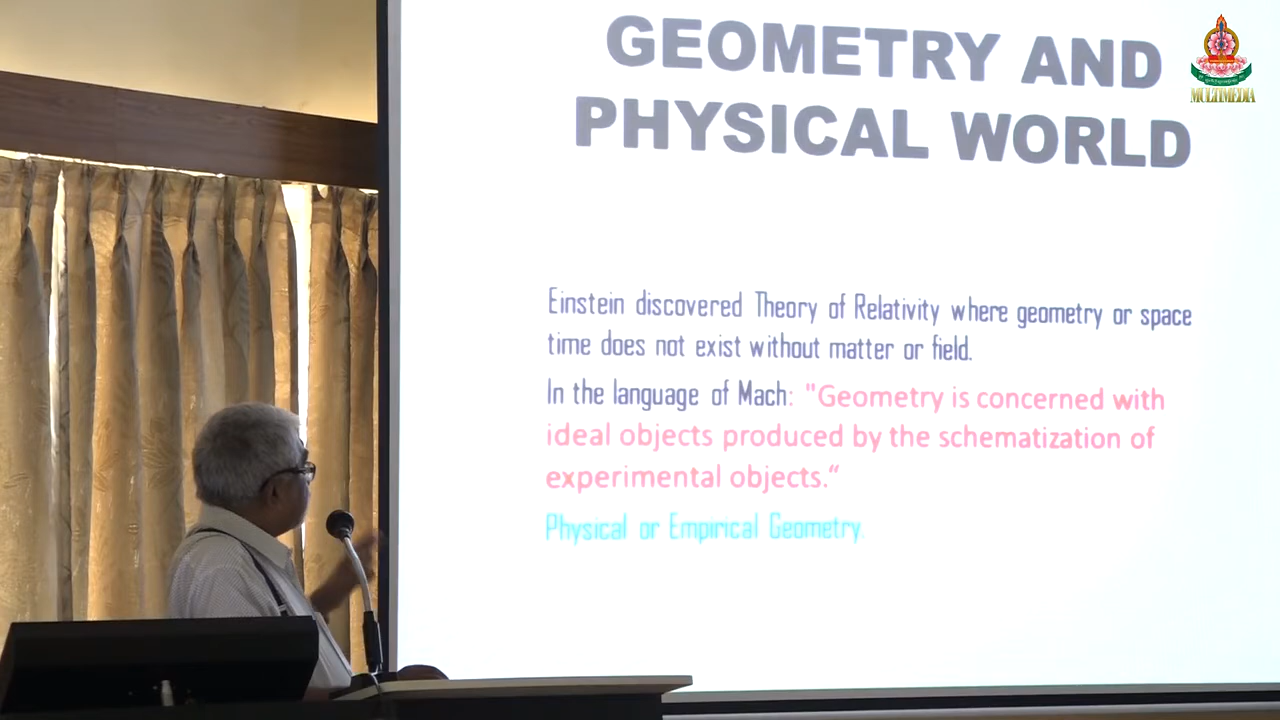 GEOMETRY AND
PHYSICAL WORLD
MULTIMEDIA
Einstein discovered Theory of Relativity where geometry or space
time does not exist without matter or field.
In the language of Mach: "Geometry is concerned with
ideal objects produced by the schematization of
experimental objects.“
Physical or Empirical Geometry.